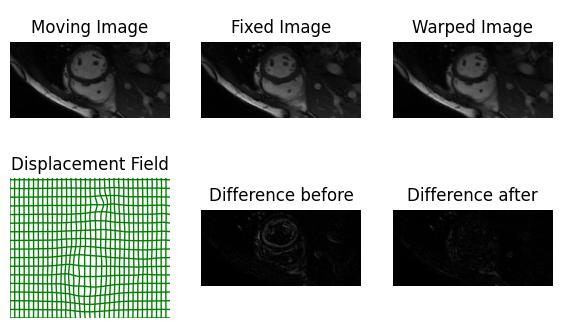 Moving Image
Fixed Image
Warped Image
Displacement Field
Difference before
Difference after